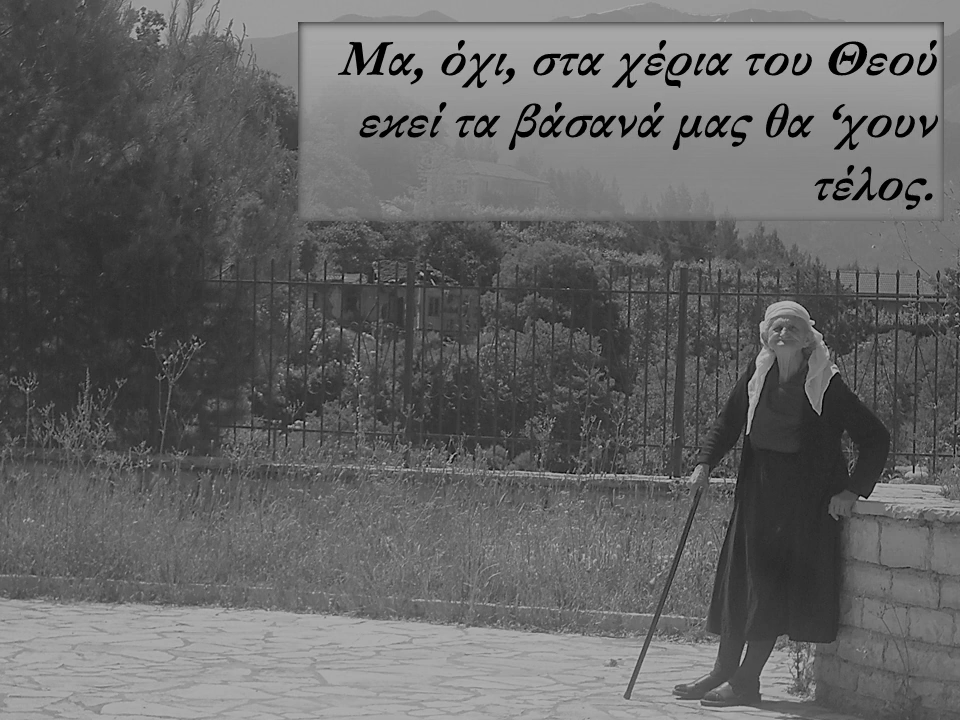 Μα, όχι, στα χέρια του Θεού
εκεί τα βάσανά μας θα ‘χουν
τέλος.